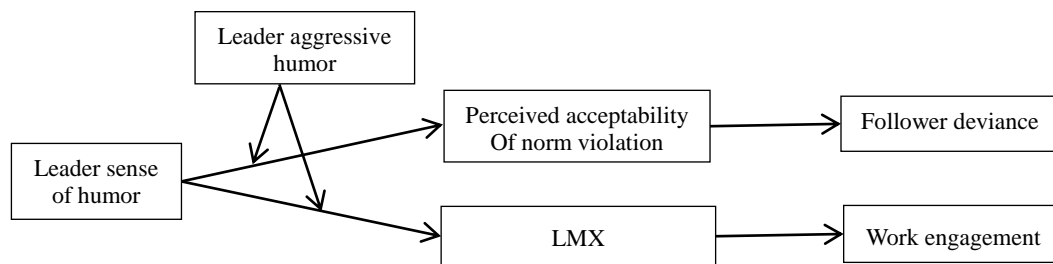 Leader aggressive
humor
Perceived acceptability
Of norm violation
Follower deviance
Leader sense
of humor
LMX
Work engagement